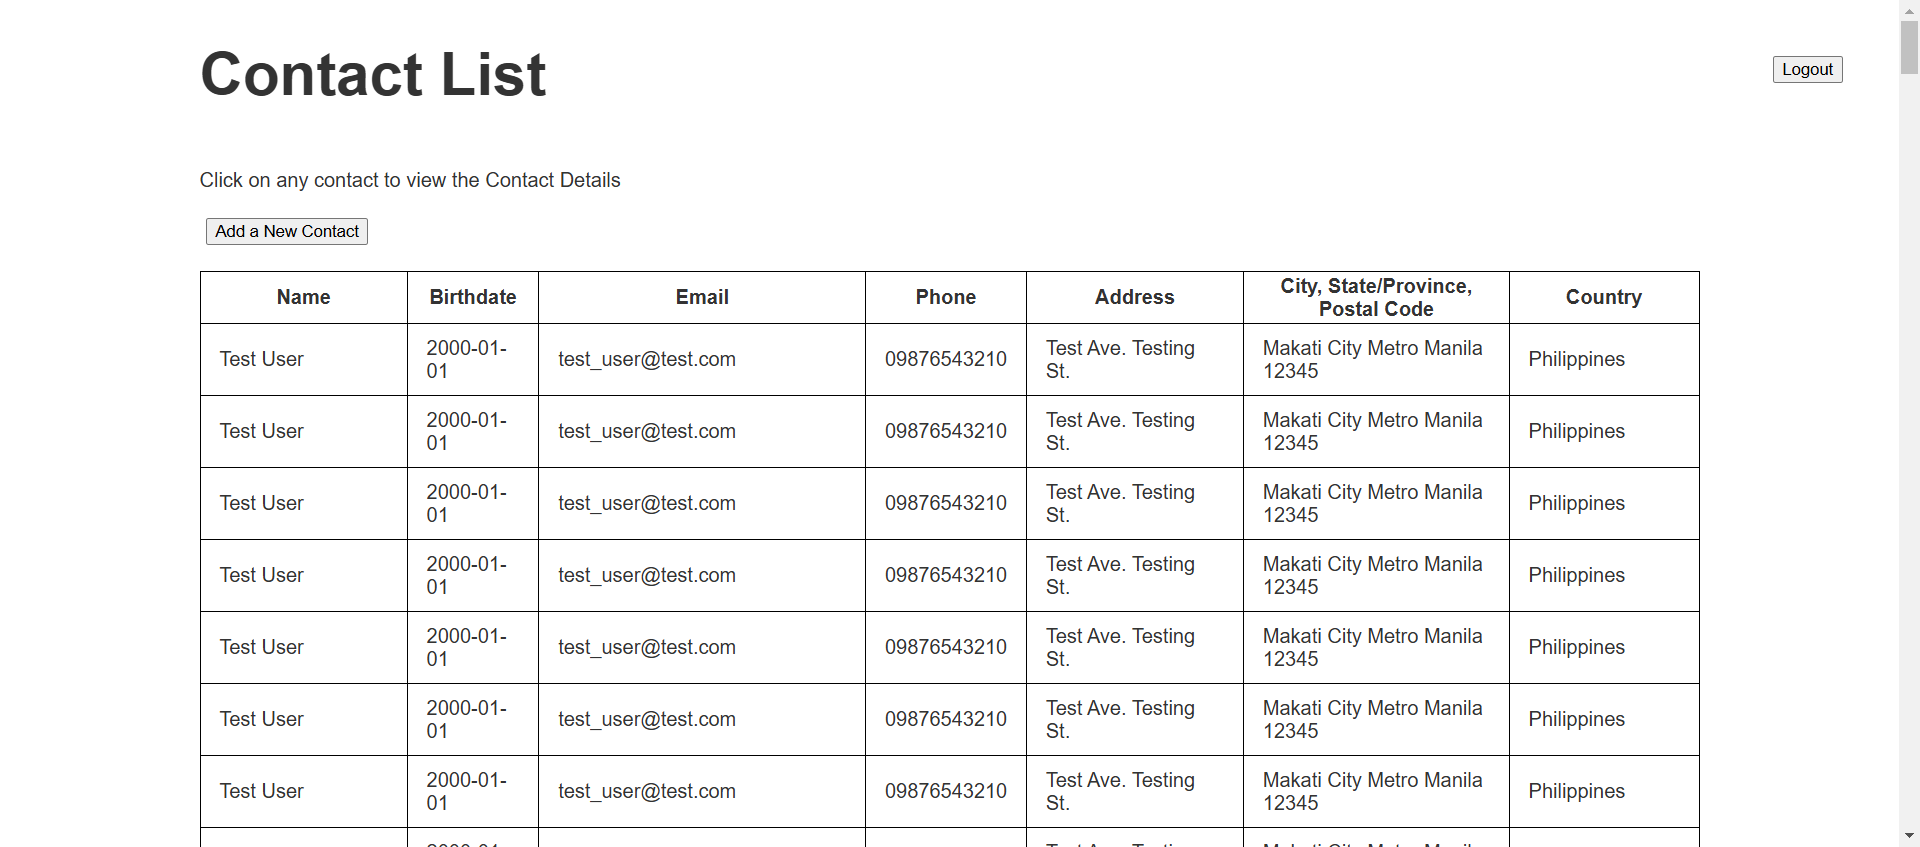 Contact List
Logout
Click on any contact to view the Contact Details
Add a New Contact
Name Birthdate Email Phone Address City, State/Province, Postal Code Country
Test User 2000-01-01 test_user@test.com 09876543210 Test Ave. Testing St. Makati City Metro Manila 12345 Philippines
Test User 2000-01-01 test_user@test.com 09876543210 Test Ave. Testing St. Makati City Metro Manila 12345 Philippines
Test User 2000-01-01 test_user@test.com 09876543210 Test Ave. Testing St. Makati City Metro Manila 12345 Philippines
Test User 2000-01-01 test_user@test.com 09876543210 Test Ave. Testing St. Makati City Metro Manila 12345 Philippines
Test User 2000-01-01 test_user@test.com 09876543210 Test Ave. Testing St. Makati City Metro Manila 12345 Philippines
Test User 2000-01-01 test_user@test.com 09876543210 Test Ave. Testing St. Makati City Metro Manila 12345 Philippines
Test User 2000-01-01 test_user@test.com 09876543210 Test Ave. Testing St. Makati City Metro Manila 12345 Philippines